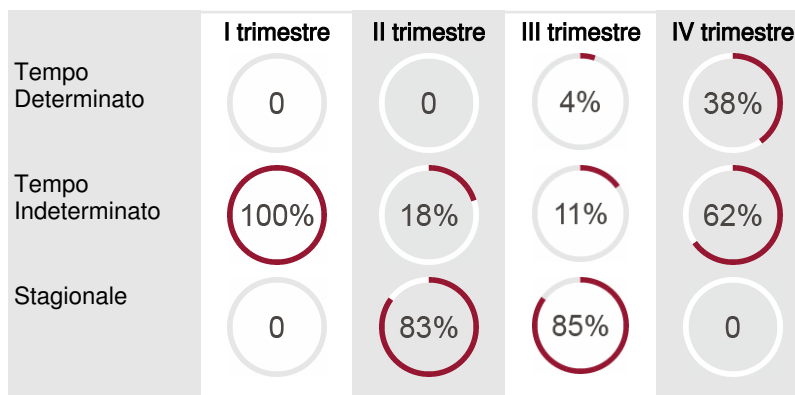 I trimestre II trimestre III trimestre IV trimestre
Tempo
Determinato
0 0 4% 38%
Tempo
Indeterminato
100% 18% 11% 62%
Stagionale
0 83% 85% 0